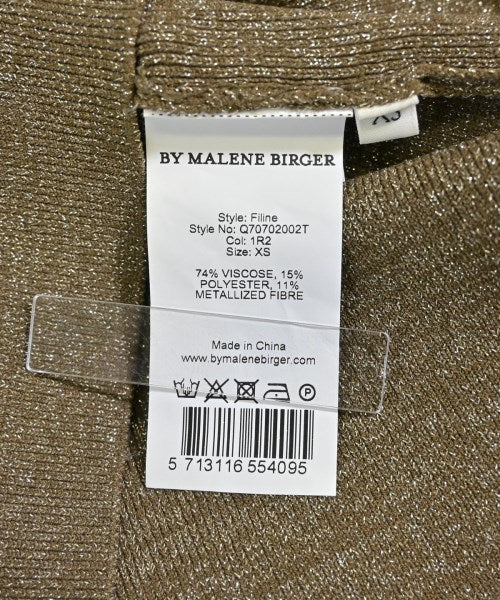 XS
BY MALENE BIRGER
Style: Filine
Style No: Q70702002T
Col: 1R2
Size: XS
74% VISCOSE, 15%
POLYESTER, 11%
METALLIZED FIBRE
Made in China
www.bymalenebirger.com
P
5 713116 554095